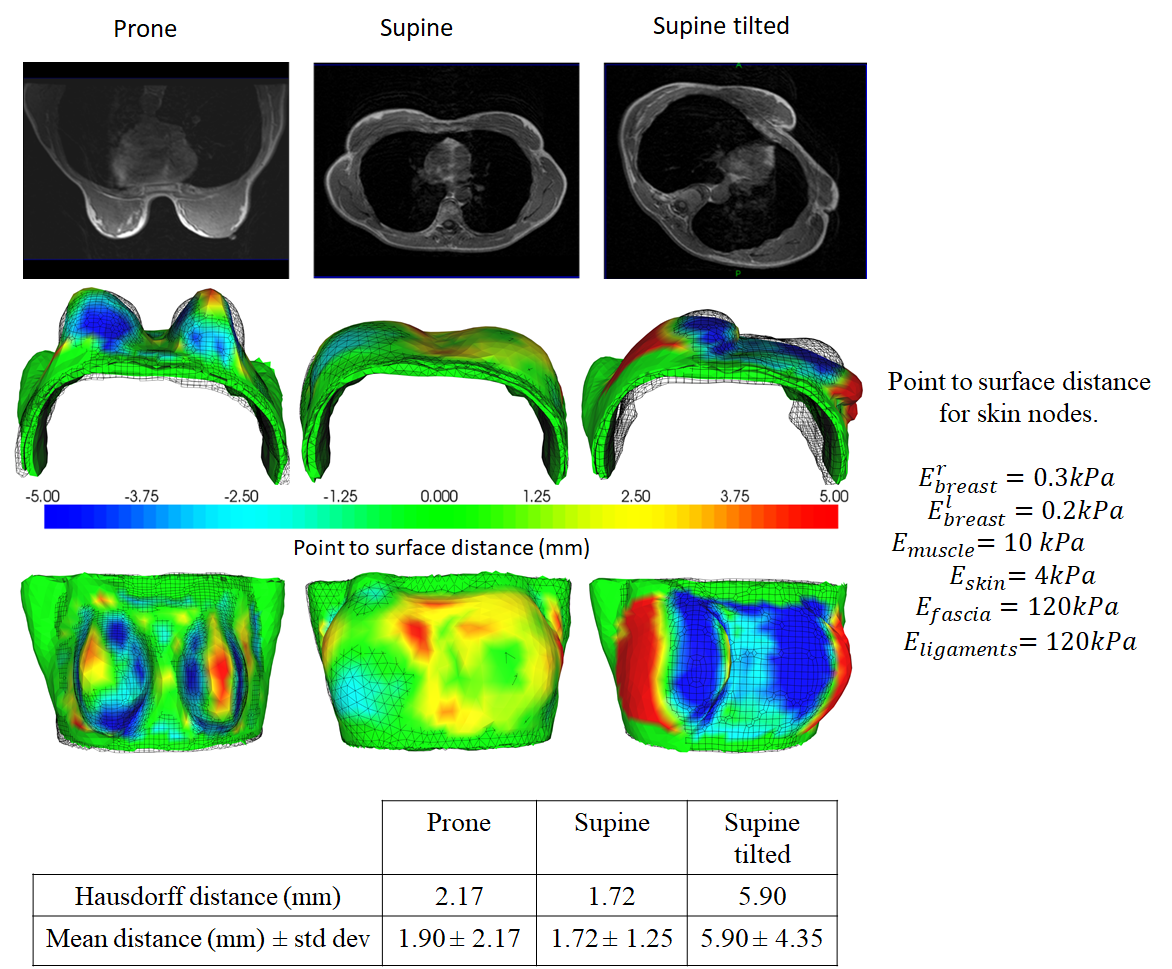 Prone
Supine
Supine tilted
A
P
-5.00 -3.75 -2.50 -1.25 0.000 1.25 2.50 3.75 5.00
Point to surface distance (mm)
Point to surface distance
for skin nodes.
E^r_breast = 0.3kPa
E^l_breast = 0.2kPa
E_muscle= 10 kPa
E_skin= 4kPa
E_fascia = 120kPa
E_ligaments= 120kPa
Prone Supine Supine
tilted
Hausdorff distance (mm) 2.17 1.72 5.90
Mean distance (mm) ± std dev 1.90 ± 2.17 1.72 ± 1.25 5.90 ± 4.35